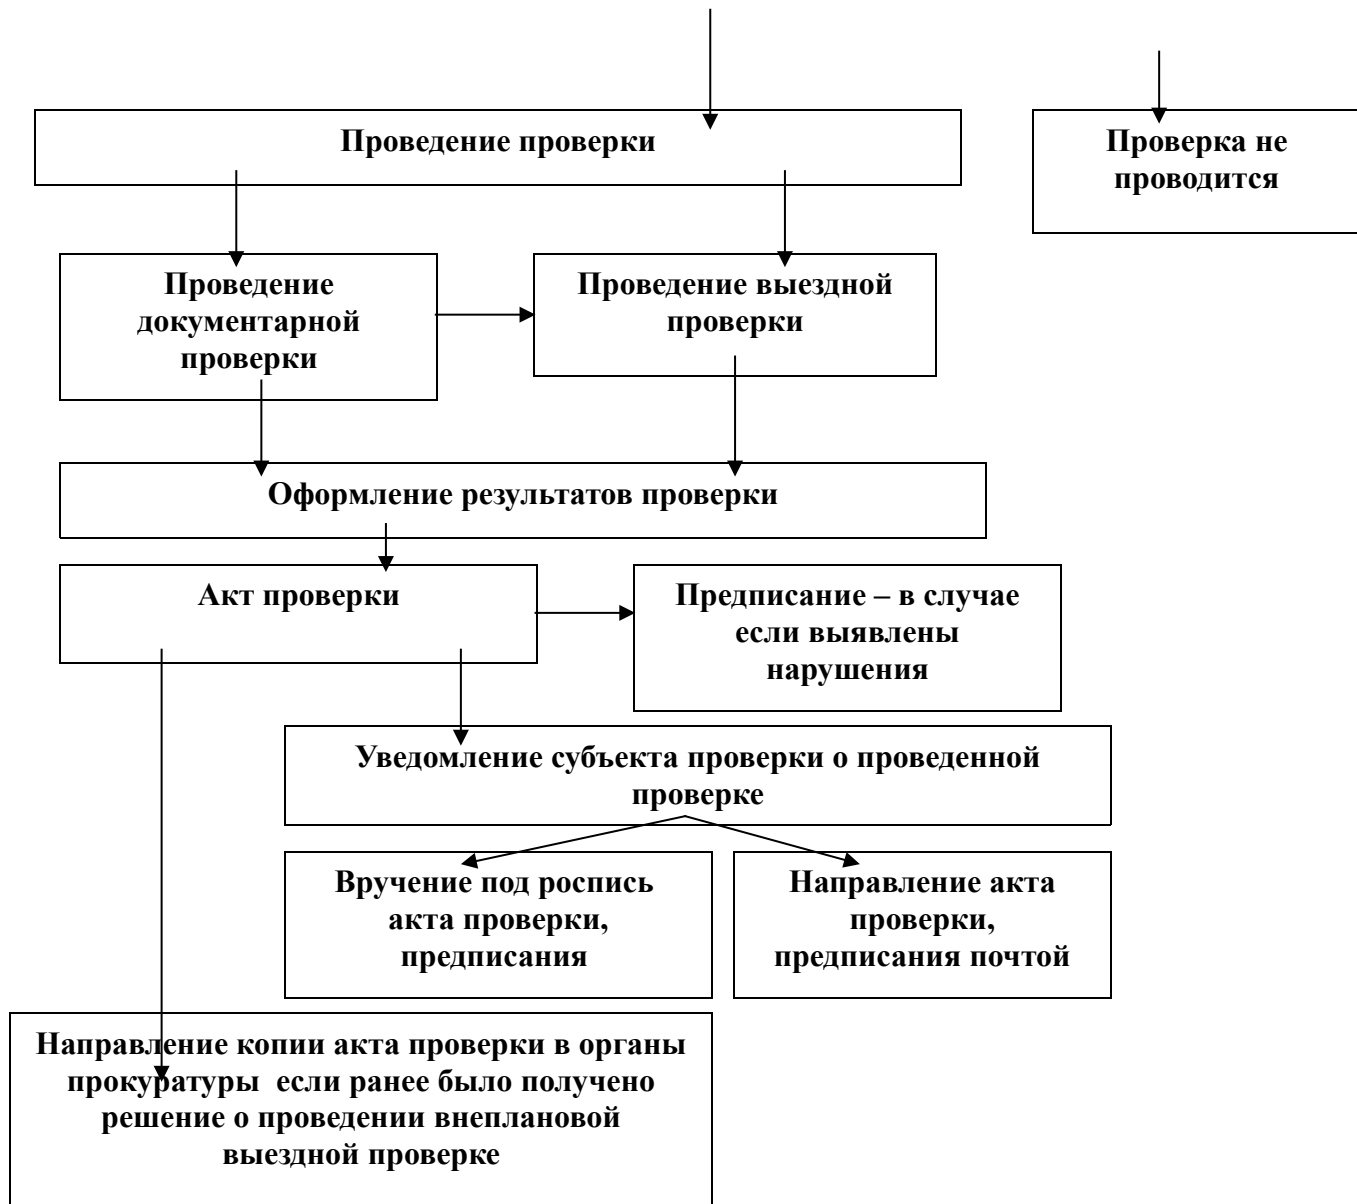 Проведение проверки
Проверка не
проводится
Проведение
документарной
проверки
Проведение выездной
проверки
Оформление результатов проверки
Акт проверки
Предписание – в случае
если выявлены
нарушения
Уведомление субъекта проверки о проведенной
проверке
Вручение под роспись
акта проверки,
предписания
Направление акта
проверки,
предписания почтой
Направление копии акта проверки в органы
прокуратуры  если ранее было получено
решение о проведении внеплановой
выездной проверке